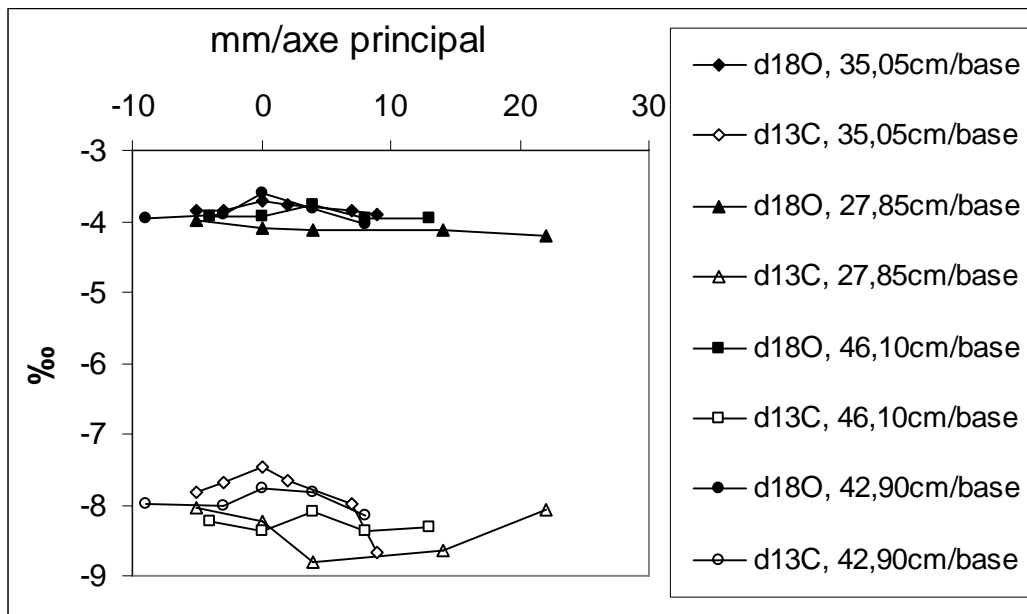 mm/axe principal
-10 0 10 20 30
-3
-4
-5
-6
-7
-8
-9
‰
d18O, 35,05cm/base
d13C, 35,05cm/base
d18O, 27,85cm/base
d13C, 27,85cm/base
d18O, 46,10cm/base
d13C, 46,10cm/base
d18O, 42,90cm/base
d13C, 42,90cm/base